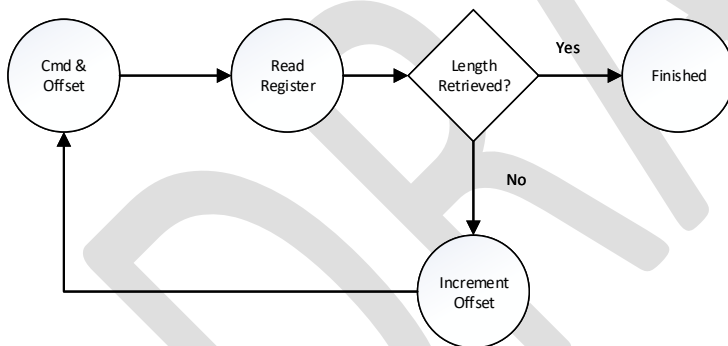 Cmd &
Offset
Read
Register
Length
Retrieved?
Yes
Finished
No
Increment
Offset